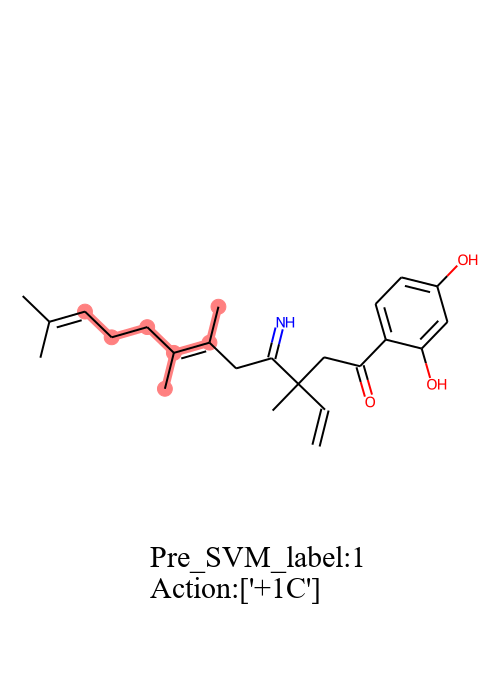 OH
NH
OH
O
Pre_SVM_label:1
Action:['+1C']